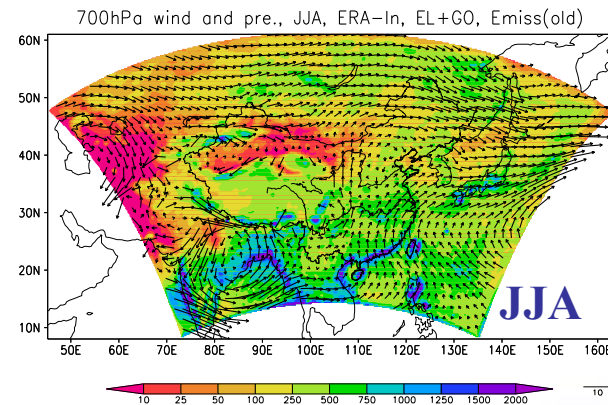 700hPa wind and pre., JJA, ERA-In, EL+GO, Emiss(old)
60N
50N
40N
30N
20N
10N
JJA
50E 60E 70E 80E 90E 100E 110E 120E 130E 140E 150E 160E
10 25 50 100 250 500 750 1000 1250 1500 2000
10